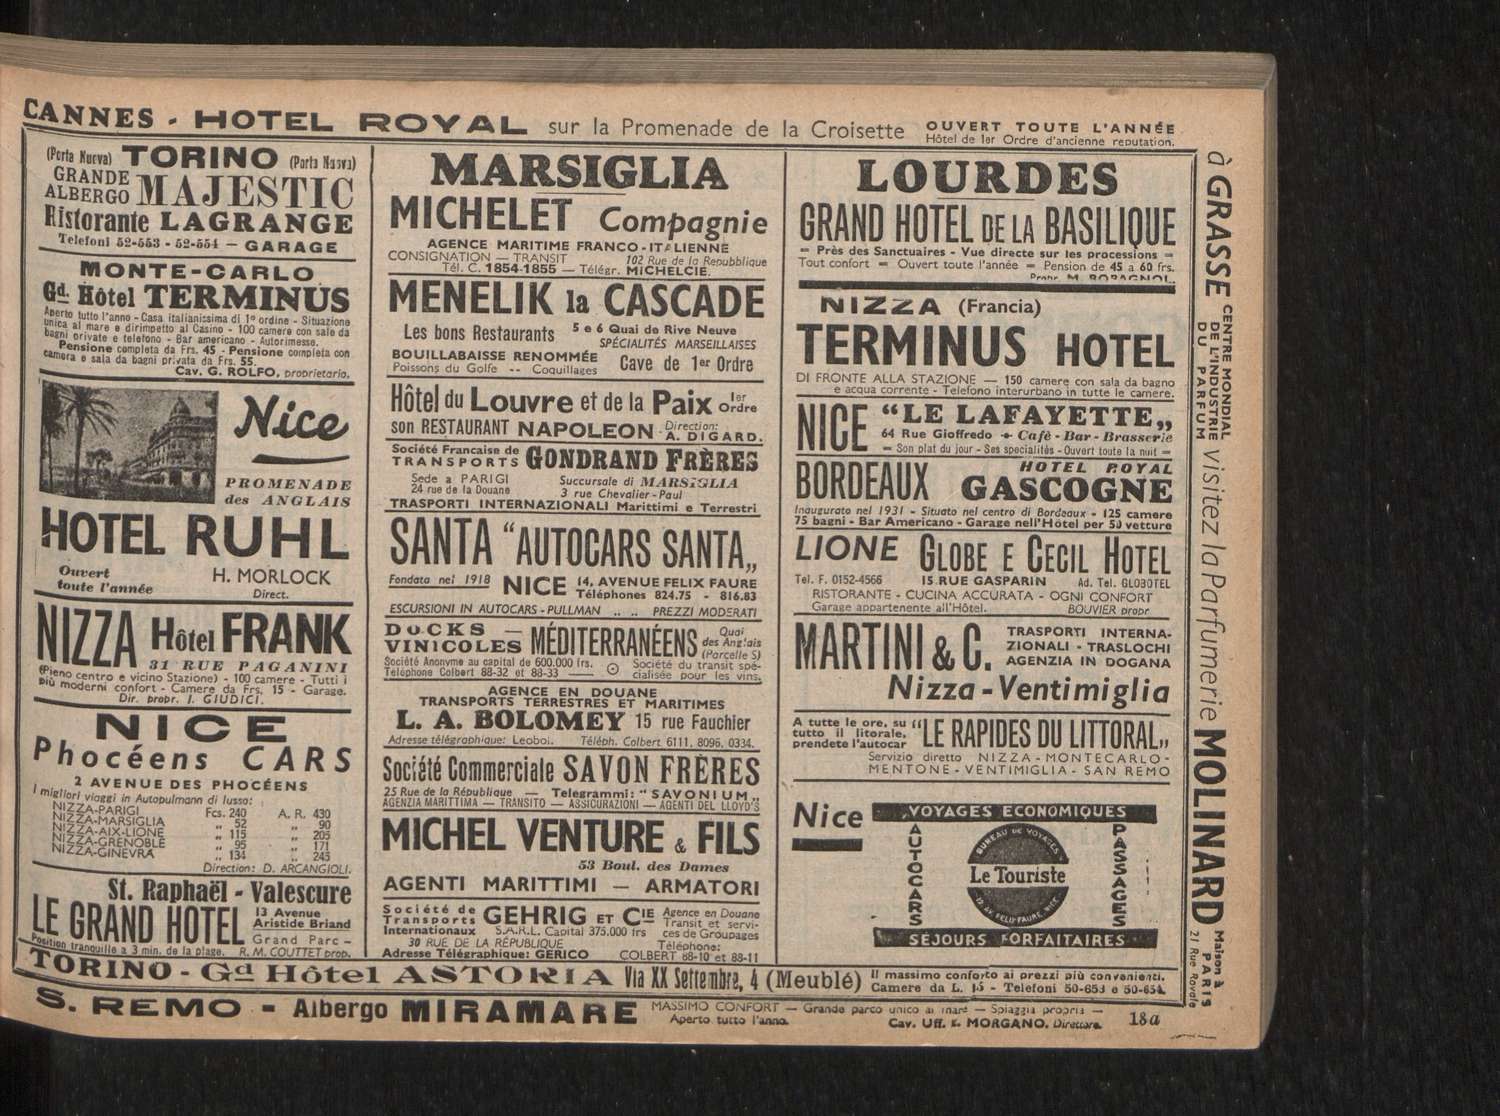 CANNES - HOTEL ROYAL sur la Promenade de la Croisette OUVERT TOUTE L'ANNÉE
Hôtel de 1er Ordre d'ancienne reputation.
(Porta Nuova) TORINO (Porta Nuova)
GRANDE
ALBERGO MAJESTIC
Ristorante LAGRANGE
Telefoni 52-553 - 52-554 — GARAGE
MONTE-CARLO
Gd. Hôtel TERMINUS
Aperto tutto l'anno - Casa italianissima di 1º ordine - Situazione
unica al mare e dirimpetto al Casino - 100 camere con sale da
bagni private e telefono - Bar americano - Autorimesse.
Pensione completa da Frs. 45 - Pensione completa con
camera e sala da bagni privata da Frs. 55.
Cav. G. ROLFO, proprietario.
Nice
PROMENADE
des ANGLAIS
HOTEL RUHL
Ouvert
toute l'année
H. MORLOCK
Direct.
NIZZA Hôtel FRANK
31 RUE PAGANINI
(Pieno centro e vicino Stazione) - 100 camere - Tutti i
più moderni confort - Camere da Frs. 15 - Garage.
Dir. propr. I. GIUDICI.
NICE
Phocéens CARS
2 AVENUE DES PHOCÉENS
I migliori viaggi in Autopulmann di lusso:
NIZZA-PARIGI Fcs. 240 A. R. 430
NIZZA-MARSIGLIA „ 52 „ 90
NIZZA-AIX-LIONE „ 115 „ 205
NIZZA-GRENOBLE „ 95 „ 171
NIZZA-GINEVRA „ 134 „ 245
Direction: D. ARCANGIOLI.
St. Raphaël - Valescure
LE GRAND HOTEL 13 Avenue
Aristide Briand
Grand Parc -
Position tranquille a 3 min. de la plage. R. M. COUTTET prop.
MARSIGLIA
MICHELET Compagnie
AGENCE MARITIME FRANCO-ITALIENNE
CONSIGNATION — TRANSIT 102 Rue de la Repubblique
Tél. C. 1854-1855 — Télégr. MICHELCIE.
MENELIK la CASCADE
Les bons Restaurants 5 e 6 Quai de Rive Neuve
SPÉCIALITÉS MARSEILLAISES
BOUILLABAISSE RENOMMÉE
Poissons du Golfe -- Coquillages Cave de 1er Ordre
Hôtel du Louvre et de la Paix 1er Ordre
son RESTAURANT NAPOLEON Direction:
A. DIGARD.
Société Francaise de
TRANSPORTS GONDRAND FRÈRES
Sede a PARIGI
24 rue de la Douane
Succursale di MARSIGLIA
3 rue Chevalier-Paul
TRASPORTI INTERNAZIONALI Marittimi e Terrestri
SANTA "AUTOCARS SANTA„
Fondata nel 1918 NICE 14, AVENUE FELIX FAURE
Téléphones 824.75 - 816.83
ESCURSIONI IN AUTOCARS-PULLMAN .. .. PREZZI MODERATI
DOCKS —
VINICOLES MÉDITERRANÉENS Quai
des Anglais
(Parcelle S)
Société Anonyme au capital de 600.000 frs.
Téléphone Colbert 88-32 et 88-33 —
Société du transit spécialisée pour les vins.
AGENCE EN DOUANE
TRANSPORTS TERRESTRES ET MARITIMES
L. A. BOLOMEY 15 rue Fauchier
Adresse télégraphique: Leoboi. Téléph. Colbert 6111, 8096, 0334.
Société Commerciale SAVON FRÈRES
25 Rue de la République — Telegrammi: "SAVONIUM„
AGENZIA MARITTIMA — TRANSITO — ASSICURAZIONI — AGENTI DEL LLOYD'S
MICHEL VENTURE & FILS
53 Boul. des Dames
AGENTI MARITTIMI — ARMATORI
Société de
Transports
Internationaux
GEHRIG ET CIE
S.A.R.L. Capital 375.000 frs
Agence en Douane
Transit et services de Groupages
30 RUE DE LA RÉPUBLIQUE
Adresse Télégraphique: GERICO
Téléphone:
COLBERT 88-10 et 88-11
LOURDES
GRAND HOTEL DE LA BASILIQUE
= Près des Sanctuaires - Vue directe sur les processions =
Tout confort = Ouvert toute l'année = Pension de 45 a 60 frs.
NIZZA (Francia)
TERMINUS HOTEL
DI FRONTE ALLA STAZIONE — 150 camere con sala da bagno
e acqua corrente - Telefono interurbano in tutte le camere.
NICE "LE LAFAYETTE„
64 Rue Gioffredo + Cafê - Bar - Brasserie
= Son plat du jour - Ses specialités - Ouvert toute la nuit =
BORDEAUX HOTEL ROYAL
GASCOGNE
Inaugurato nel 1931 - Situato nel centro di Bordeaux - 125 camere
75 bagni - Bar Americano - Garage nell'Hôtel per 50 vetture
LIONE GLOBE E CECIL HOTEL
Tel. F. 0152-4566 15 RUE GASPARIN Ad. Tel. GLOBOTEL
RISTORANTE - CUCINA ACCURATA - OGNI CONFORT
Garage appartenente all'Hôtel. BOUVIER propr
MARTINI & C. TRASPORTI INTERNAZIONALI - TRASLOCHI
AGENZIA IN DOGANA
Nizza - Ventimiglia
A tutte le ore, su
tutto il litorale,
prendete l'autocar
"LE RAPIDES DU LITTORAL„
Servizio diretto NIZZA - MONTECARLO-
MENTONE - VENTIMIGLIA - SAN REMO
Nice
VOYAGES ECONOMIQUES
AUTOCARS
BUREAU DE VOYAGES
Le Touriste
12, AV. FELIX-FAURE, NICE
PASSAGES
SÉJOURS FORFAITAIRES
à GRASSE CENTRE MONDIAL
DE L'INDUSTRIE
DU PARFUM
visitez la Parfumerie MOLINARD Maison à
PARIS
21 Rue Royale
TORINO - Gd Hôtel ASTORIA Via XX Settembre, 4 (Meublé) Il massimo conforto ai prezzi più convenienti.
Camere da L. 15 - Telefoni 50-653 e 50-654.
S. REMO - Albergo MIRAMARE MASSIMO CONFORT — Grande parco unico al mare — Spiaggia propria —
Aperto tutto l'anno. Cav. Uff. E. MORGANO, Direttore.
18a